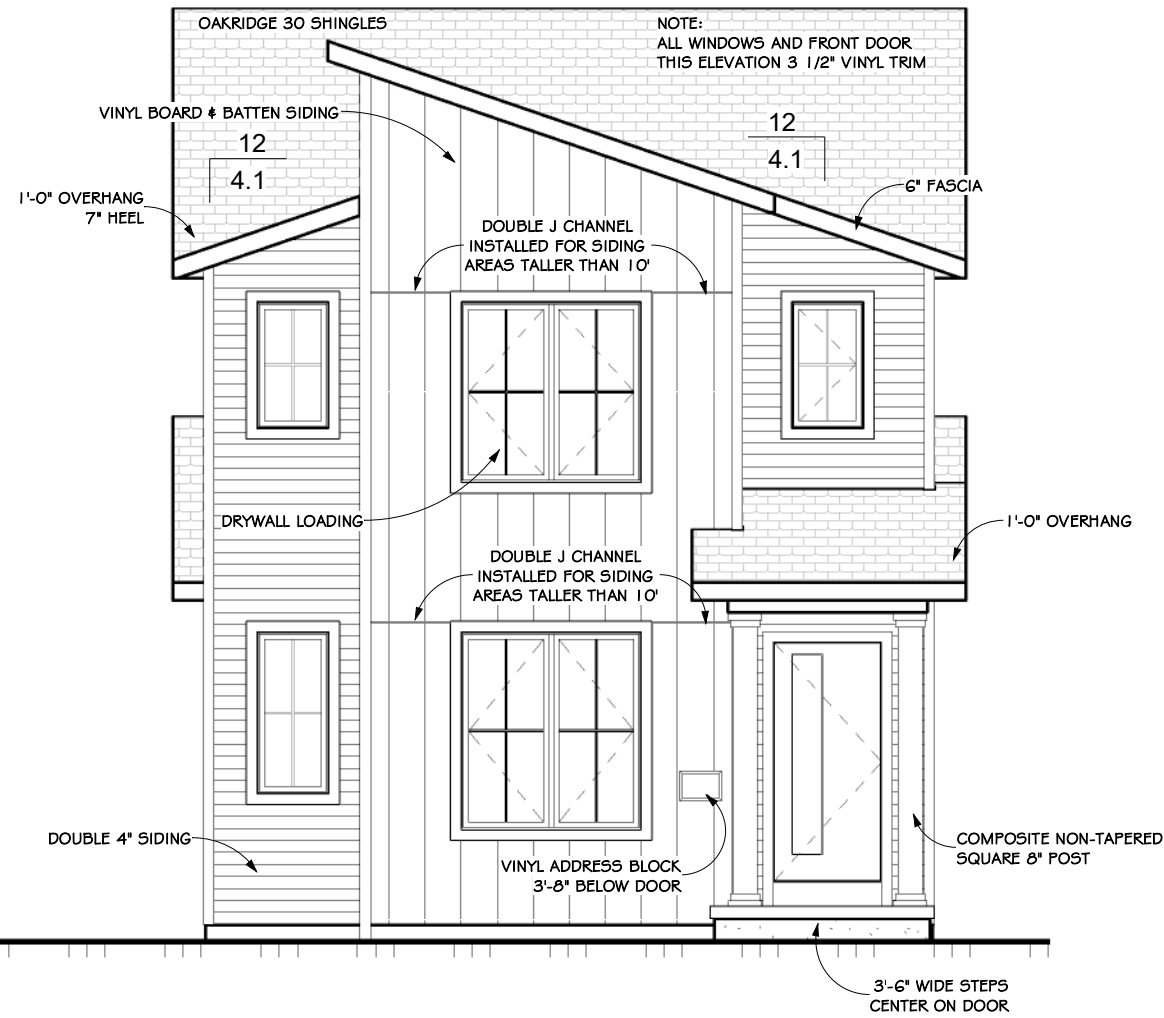 OAKRIDGE 30 SHINGLES
NOTE:
ALL WINDOWS AND FRONT DOOR
THIS ELEVATION 3 1/2" VINYL TRIM
VINYL BOARD & BATTEN SIDING
12
4.1
12
4.1
1'-0" OVERHANG
7" HEEL
6" FASCIA
DOUBLE J CHANNEL
INSTALLED FOR SIDING
AREAS TALLER THAN 10'
DRYWALL LOADING
1'-0" OVERHANG
DOUBLE J CHANNEL
INSTALLED FOR SIDING
AREAS TALLER THAN 10'
DOUBLE 4" SIDING
VINYL ADDRESS BLOCK
3'-8" BELOW DOOR
COMPOSITE NON-TAPERED
SQUARE 8" POST
3'-6" WIDE STEPS
CENTER ON DOOR